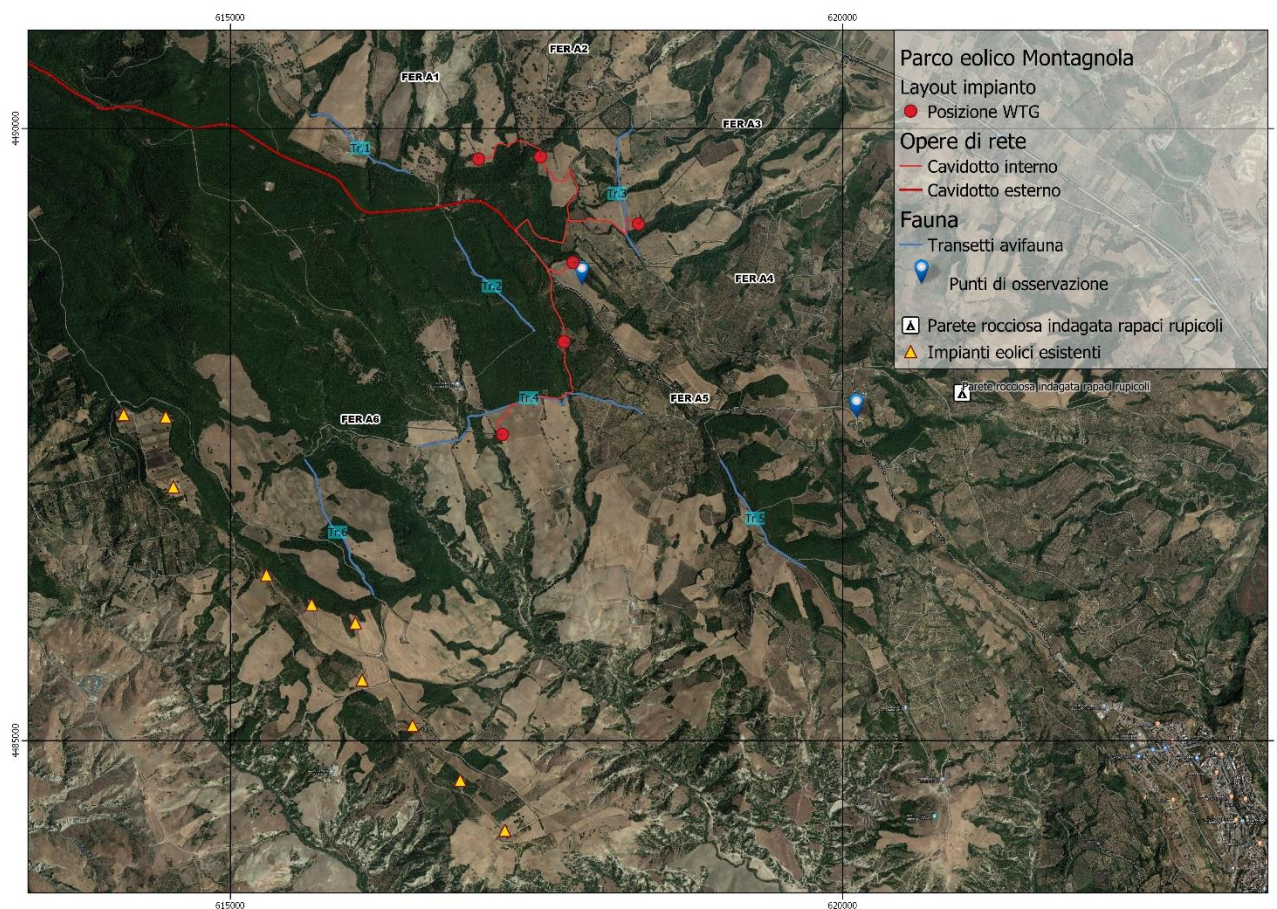 615000
620000
FER A2
FER A1
Parco eolico Montagnola
Layout impianto
Posizione WTG
4490000
FER A3
Tr.1
Opere di rete
Cavidotto interno
Cavidotto esterno
Tr.3
Fauna
Transetti avifauna
FER A4
Tr.2
Punti di osservazione
Parete rocciosa indagata rapaci rupicoli
Impianti eolici esistenti
Parete rocciosa indagata rapaci rupicoli
Tr.4
FER A5
FER A6
Tr.5
Tr.6
4485000
615000
620000